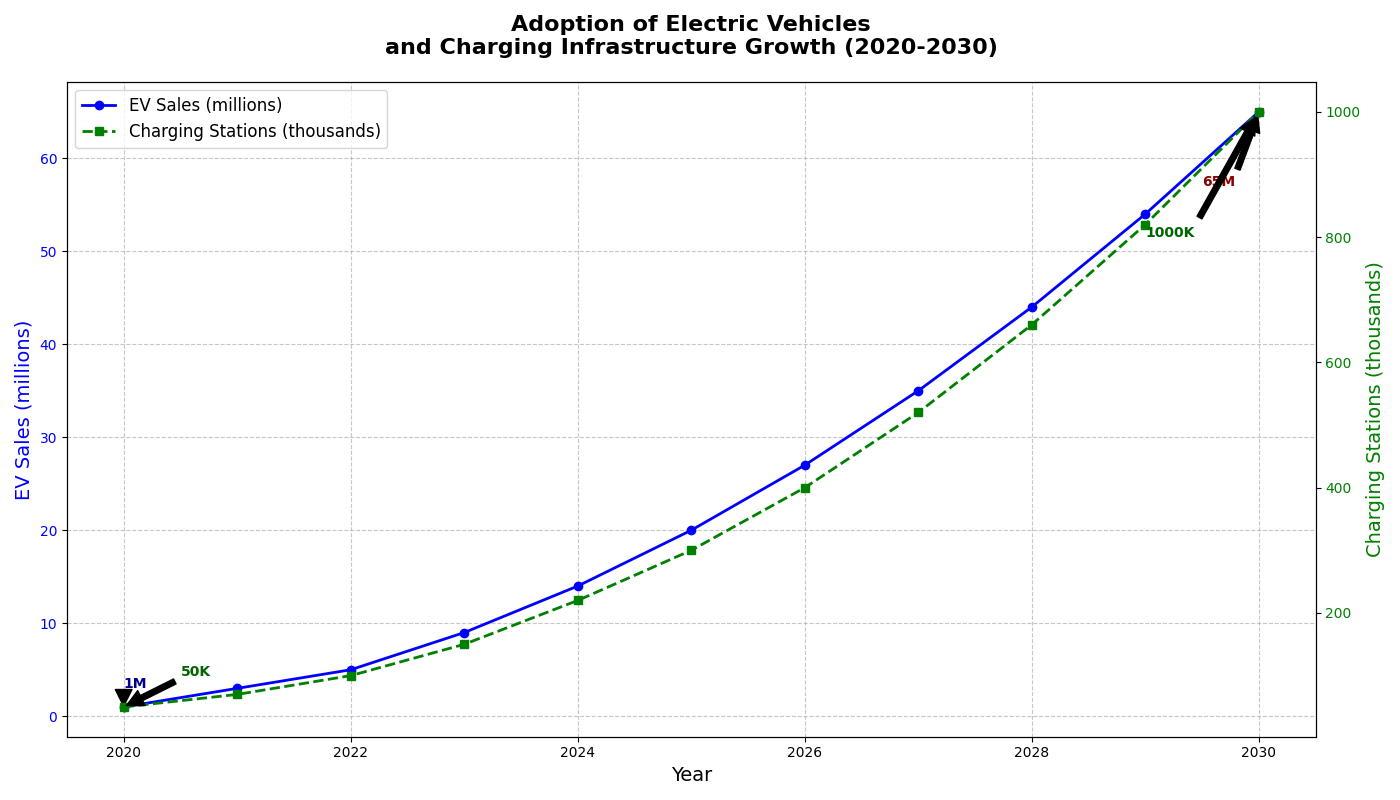 Adoption of Electric Vehicles
and Charging Infrastructure Growth (2020-2030)
EV Sales (millions)
Charging Stations (thousands)
EV Sales (millions)
60
50
40
30
20
10
0
1M
50K
65M
1000K
1000
800
600
400
200
Charging Stations (thousands)
2020
2022
2024
2026
2028
2030
Year